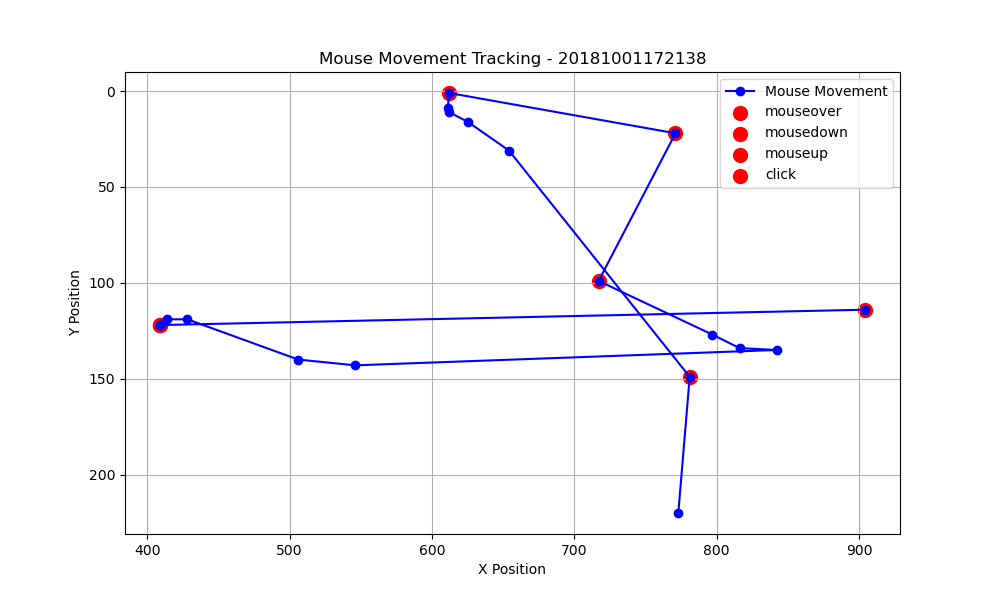 Mouse Movement Tracking - 20181001172138
Mouse Movement
mouseover
mousedown
mouseup
click
0
50
100
150
200
Y Position
400
500
600
700
800
900
X Position